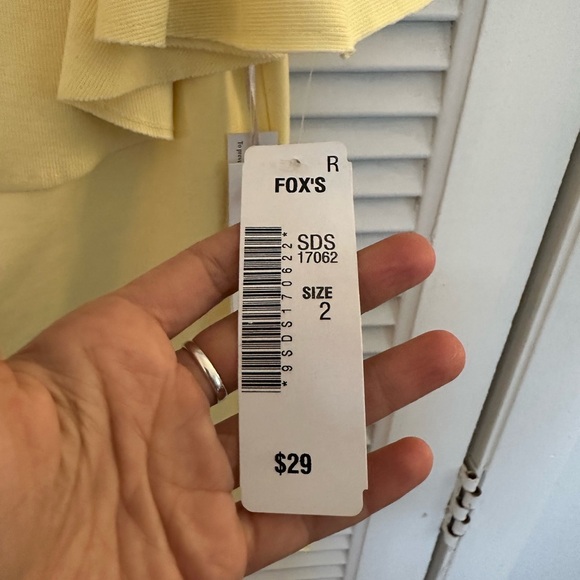 R
FOX'S
SDS
17062
SIZE
2
*9SDS170622*
$29